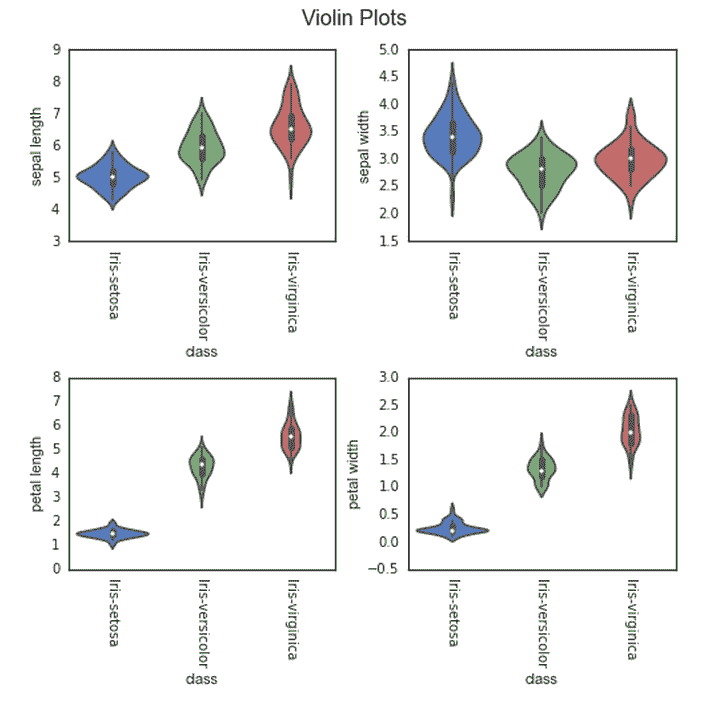 Violin Plots
sepal length
9
8
7
6
5
4
3
Iris-setosa
Iris-versicolor
Iris-virginica
class
sepal width
5.0
4.5
4.0
3.5
3.0
2.5
2.0
1.5
Iris-setosa
Iris-versicolor
Iris-virginica
class
petal length
8
7
6
5
4
3
2
1
0
Iris-setosa
Iris-versicolor
Iris-virginica
class
petal width
3.0
2.5
2.0
1.5
1.0
0.5
0.0
−0.5
Iris-setosa
Iris-versicolor
Iris-virginica
class